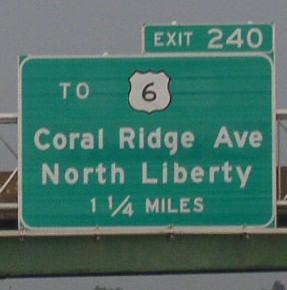 EXIT 240
TO 6
Coral Ridge Ave
North Liberty
1 1/4 MILES